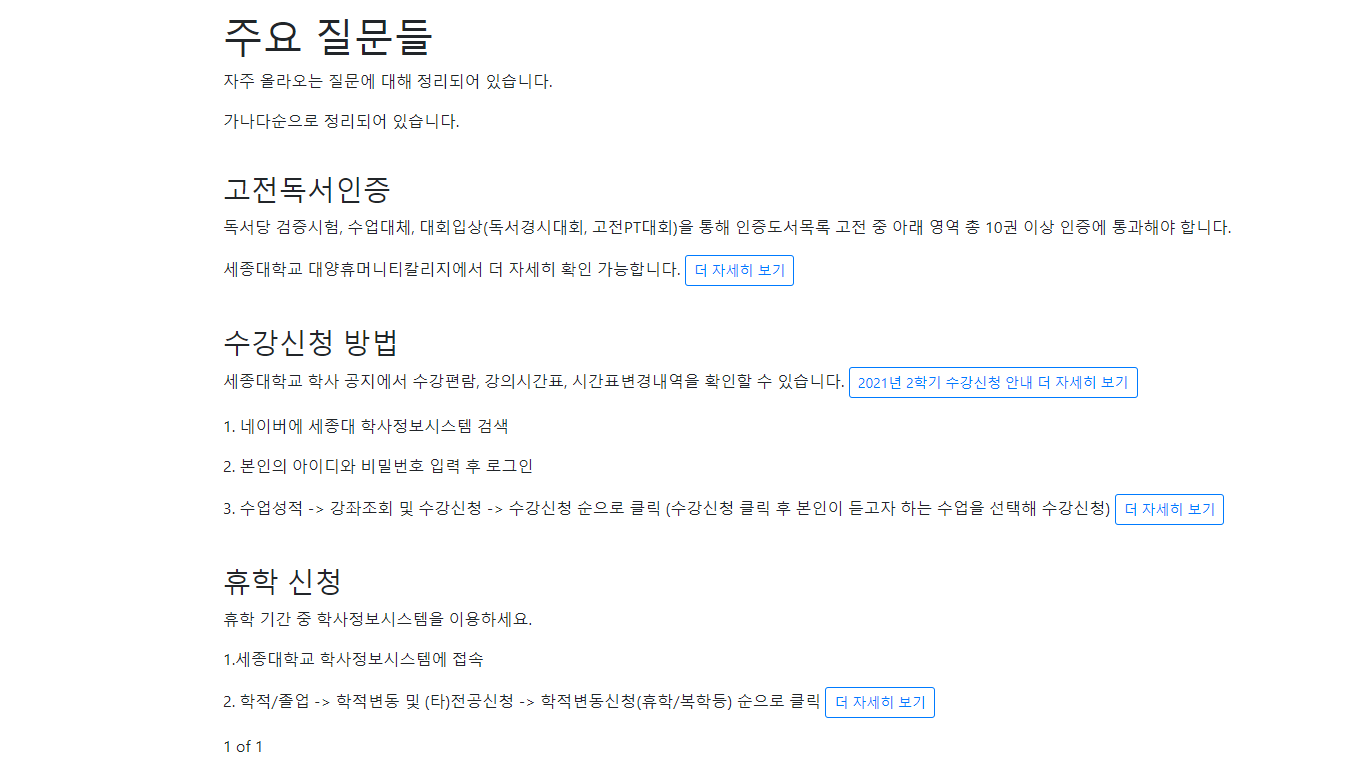 주요 질문들
자주 올라오는 질문에 대해 정리되어 있습니다.
가나다순으로 정리되어 있습니다.
고전독서인증
독서당 검증시험, 수업대체, 대회입상(독서경시대회, 고전PT대회)을 통해 인증도서목록 고전 중 아래 영역 총 10권 이상 인증에 통과해야 합니다.
세종대학교 대양휴머니티칼리지에서 더 자세히 확인 가능합니다. 더 자세히 보기
수강신청 방법
세종대학교 학사 공지에서 수강편람, 강의시간표, 시간표변경내역을 확인할 수 있습니다. 2021년 2학기 수강신청 안내 더 자세히 보기
1. 네이버에 세종대 학사정보시스템 검색
2. 본인의 아이디와 비밀번호 입력 후 로그인
3. 수업성적 -> 강좌조회 및 수강신청 -> 수강신청 순으로 클릭 (수강신청 클릭 후 본인이 듣고자 하는 수업을 선택해 수강신청) 더 자세히 보기
휴학 신청
휴학 기간 중 학사정보시스템을 이용하세요.
1.세종대학교 학사정보시스템에 접속
2. 학적/졸업 -> 학적변동 및 (타)전공신청 -> 학적변동신청(휴학/복학등) 순으로 클릭 더 자세히 보기
1 of 1